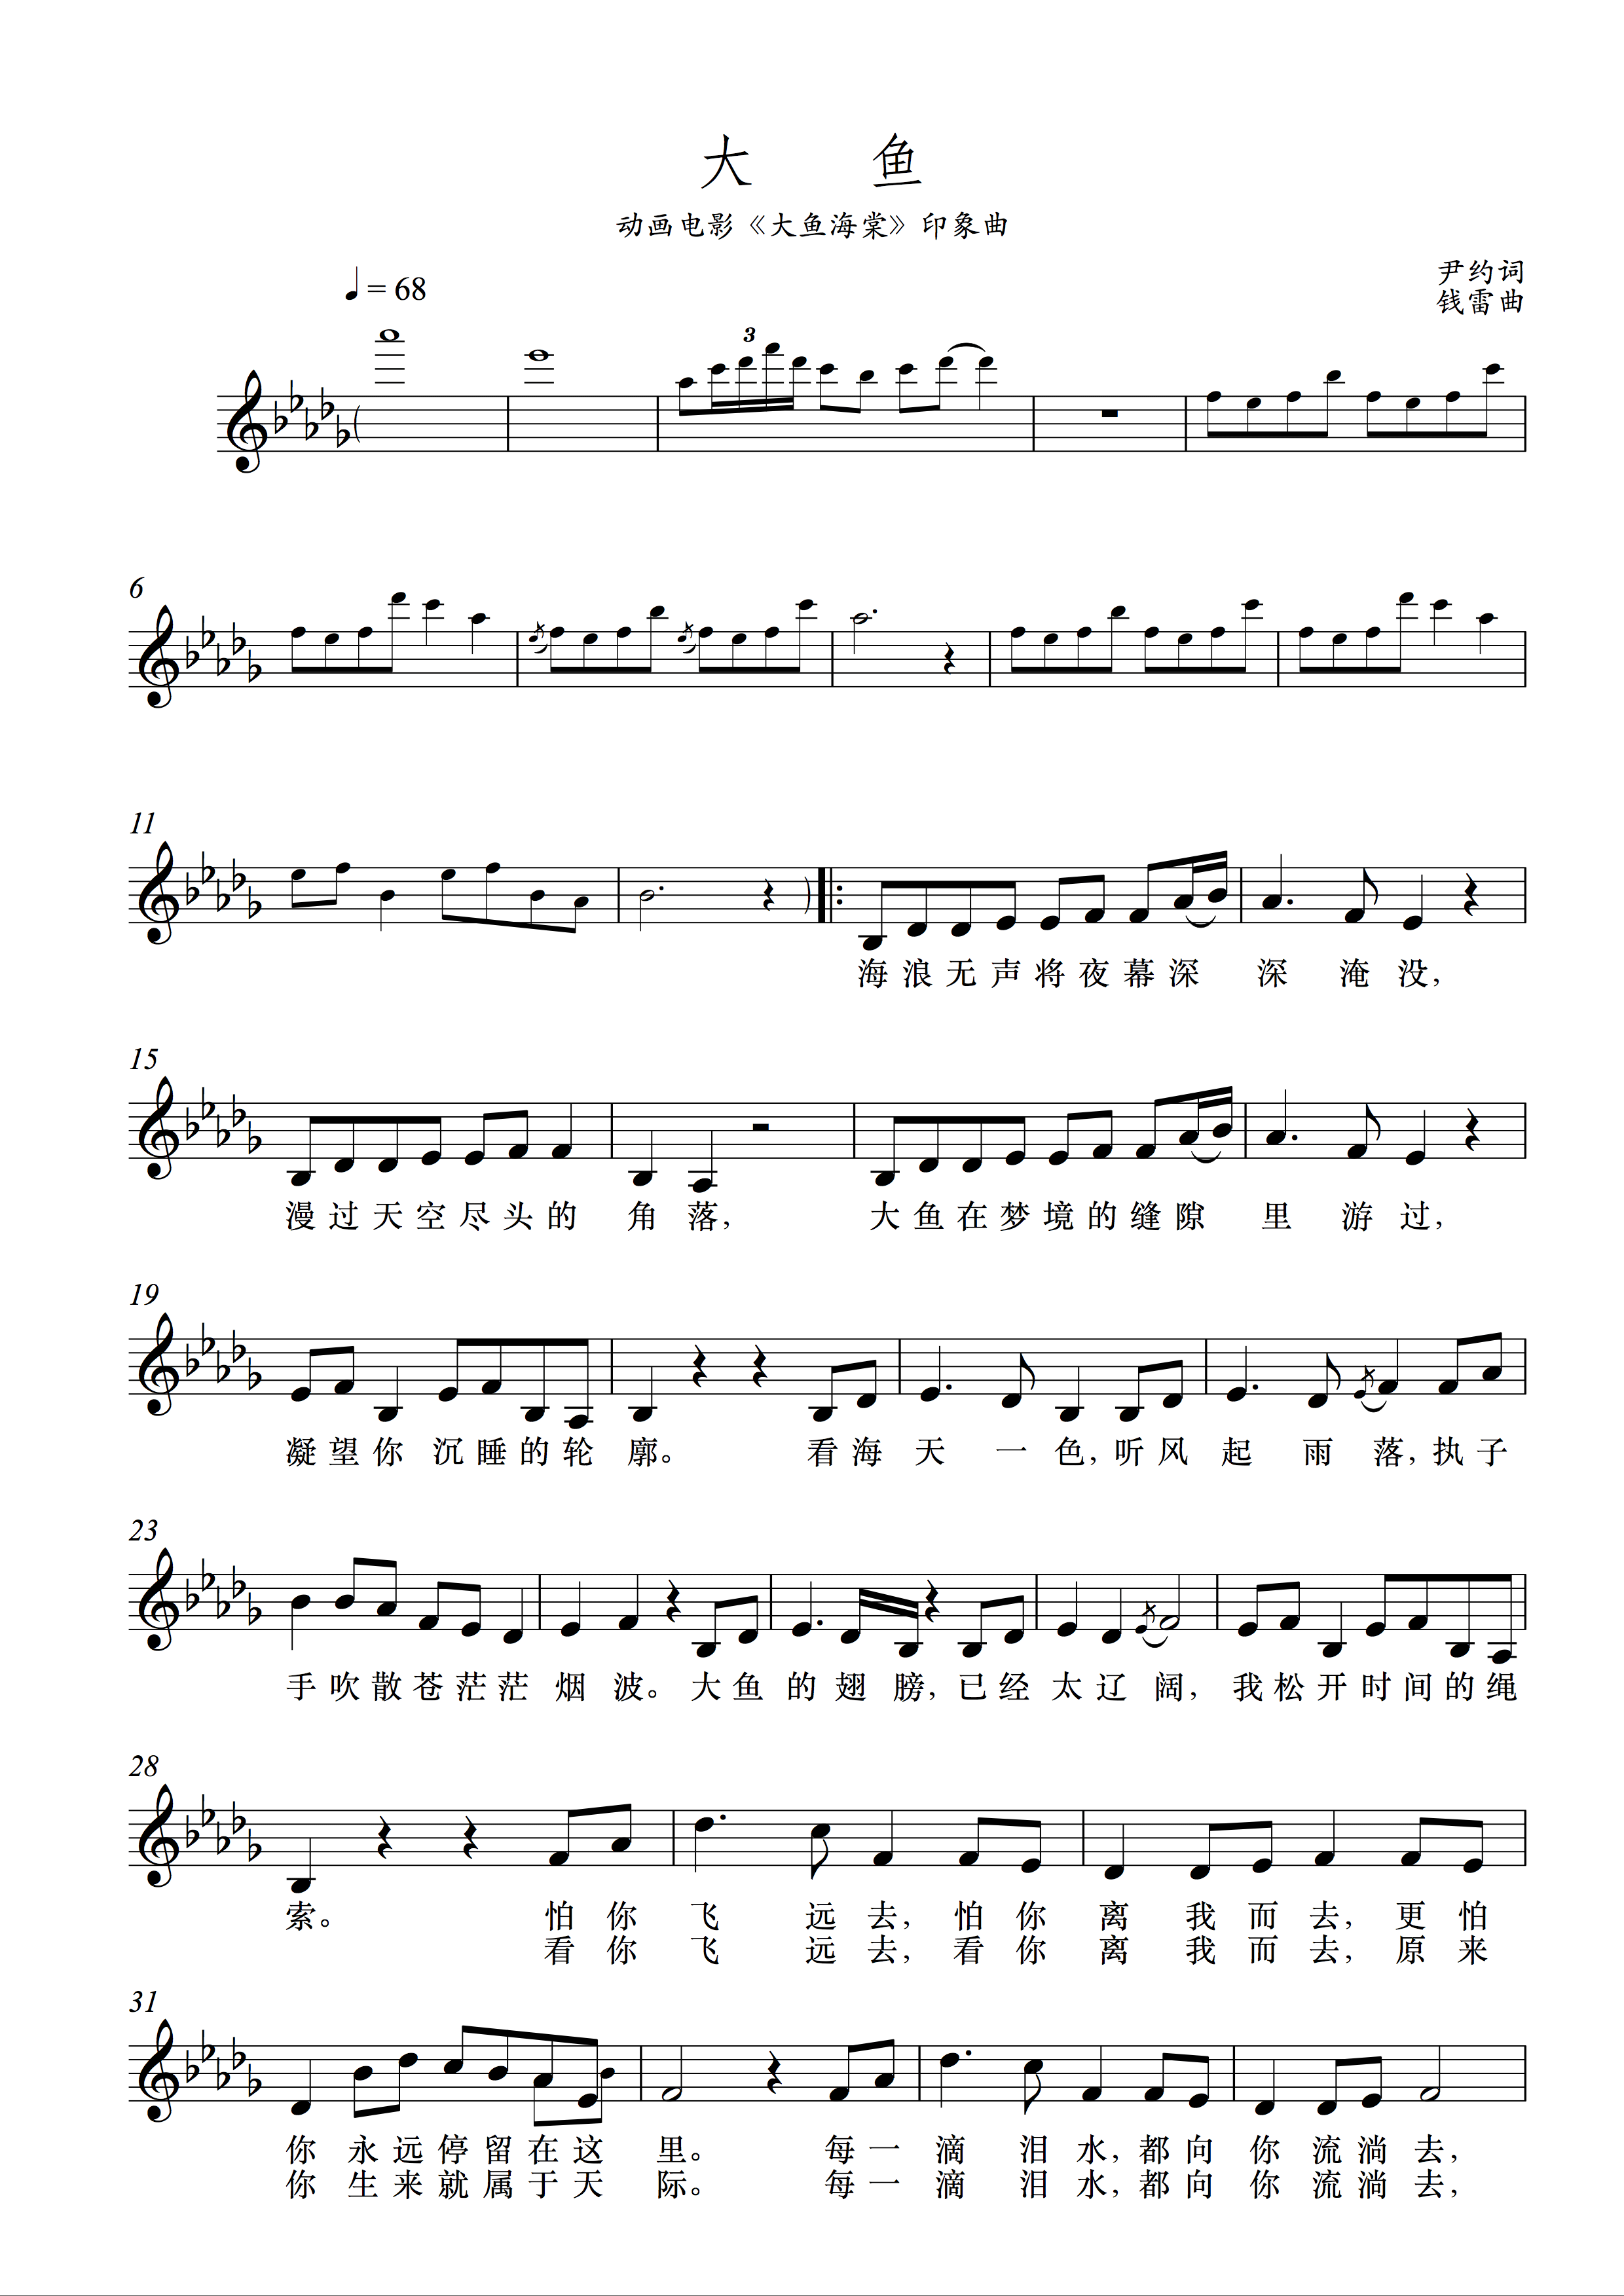 大 鱼
动画电影《大鱼海棠》印象曲
尹约词
钱雷曲
= 68
3
6
11
海浪无声将夜幕深 深 淹 没,
15
漫过天空尽头的 角 落, 大鱼在梦境的缝隙 里 游 过,
19
凝望你 沉睡的轮 廓。 看海 天 一 色,听风 起 雨 落,执子
23
手吹散苍茫茫 烟 波。大鱼 的 翅 膀,已经 太 辽 阔, 我松开时间的绳
28
索。 怕 你 飞 远 去, 怕 你 离 我 而 去, 更 怕
看 你 飞 远 去, 看 你 离 我 而 去, 原 来
31
你 永 远 停 留 在 这 里。 每 一 滴 泪 水,都 向 你 流 淌 去,
你 生 来 就 属 于 天 际。 每 一 滴 泪 水,都 向 你 流 淌 去,